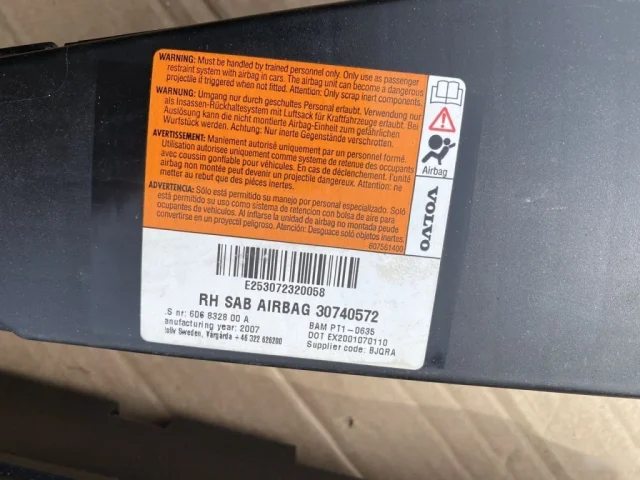 WARNING: Must be handled by trained personnel only. Only use as passenger
restraint system with airbag in cars. The airbag unit can become a dangerous
projectile if triggered when not fitted. Attention: Only scrap inert components.
WARNUNG: Umgang nur durch geschultes Personal erlaubt. Verwendung nur
als Insassen-Rückhaltesystem mit Luftsack für Kraftfahrzeuge erlaubt. Bei
Auslösung kann die nicht montierte Airbag-Einheit zum gefährlichen
Wurfstück werden. Achtung: Nur inerte Gegenstände verschrotten.
AVERTISSEMENT: Maniement autorisé uniquement par un personnel formé.
Utilisation autorisée uniquement comme systeme de retenue des occupants
avec coussin gonflable pour véhicules. En cas de déclenchement, l'unité
airbag non montée peut devenir un projectile dangereux. Attention: ne
mettre au rebut que des pièces inertes.
ADVERTENCIA: Sólo está permitido su manejo por personal especializado. Sólo
está permitido su uso como sistema de retención con bolsa de aire para
ocupantes de vehículos. Al inflarse la unidad de airbag no montada peude
convertirse en un proyectil peligroso. Atención: Desguace solo objetos inertes.
607561400
Airbag
VOLVO
E253072320058
RH SAB AIRBAG 30740572
.S nr: 606 8328 00 A
anufacturing year: 2007
toliv Sweden, Vårgårda +46 322 626280
BAM PT1-0635
DOT EX2001070110
Supplier code: BJQRA